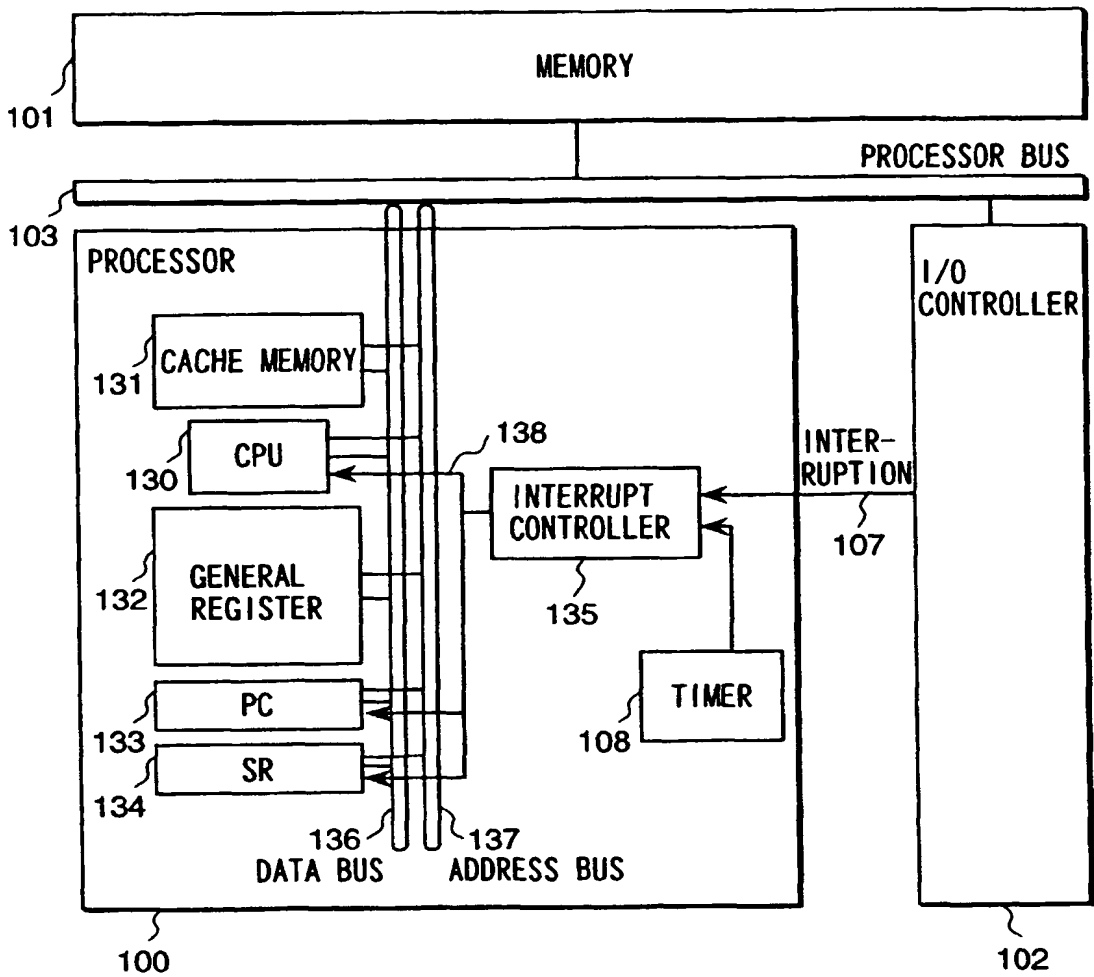 MEMORY
101
PROCESSOR BUS
103
PROCESSOR
I/O
CONTROLLER
CACHE MEMORY
131
CPU
130
138
INTER-
RUPTION
INTERRUPT
CONTROLLER
107
135
GENERAL
REGISTER
132
PC
133
TIMER
108
SR
134
136
137
DATA BUS
ADDRESS BUS
100
102